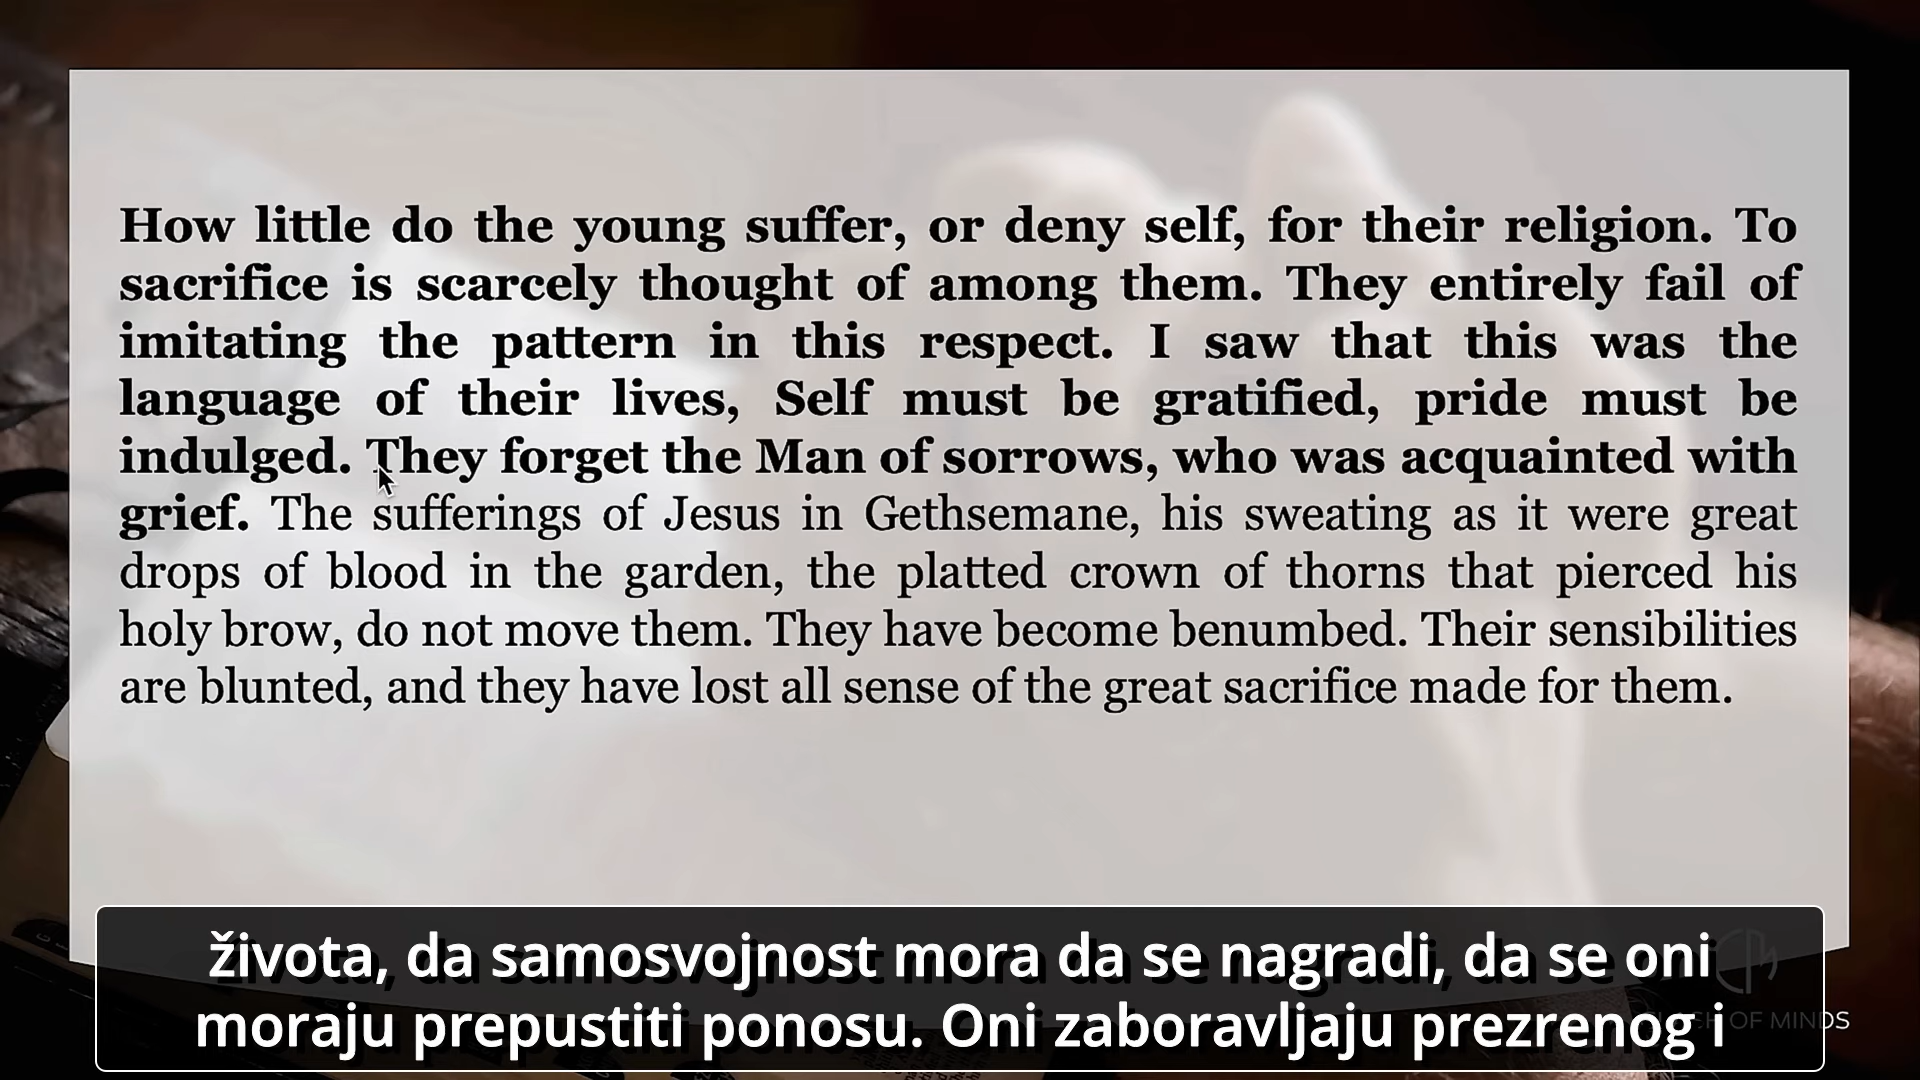 How little do the young suffer, or deny self, for their religion. To
sacrifice is scarcely thought of among them. They entirely fail of
imitating the pattern in this respect. I saw that this was the
language of their lives, Self must be gratified, pride must be
indulged. They forget the Man of sorrows, who was acquainted with
grief. The sufferings of Jesus in Gethsemane, his sweating as it were great
drops of blood in the garden, the platted crown of thorns that pierced his
holy brow, do not move them. They have become benumbed. Their sensibilities
are blunted, and they have lost all sense of the great sacrifice made for them.
života, da samosvojnost mora da se nagradi, da se oni
moraju prepustiti ponosu. Oni zaboravljaju prezrenog i
OF MINDS